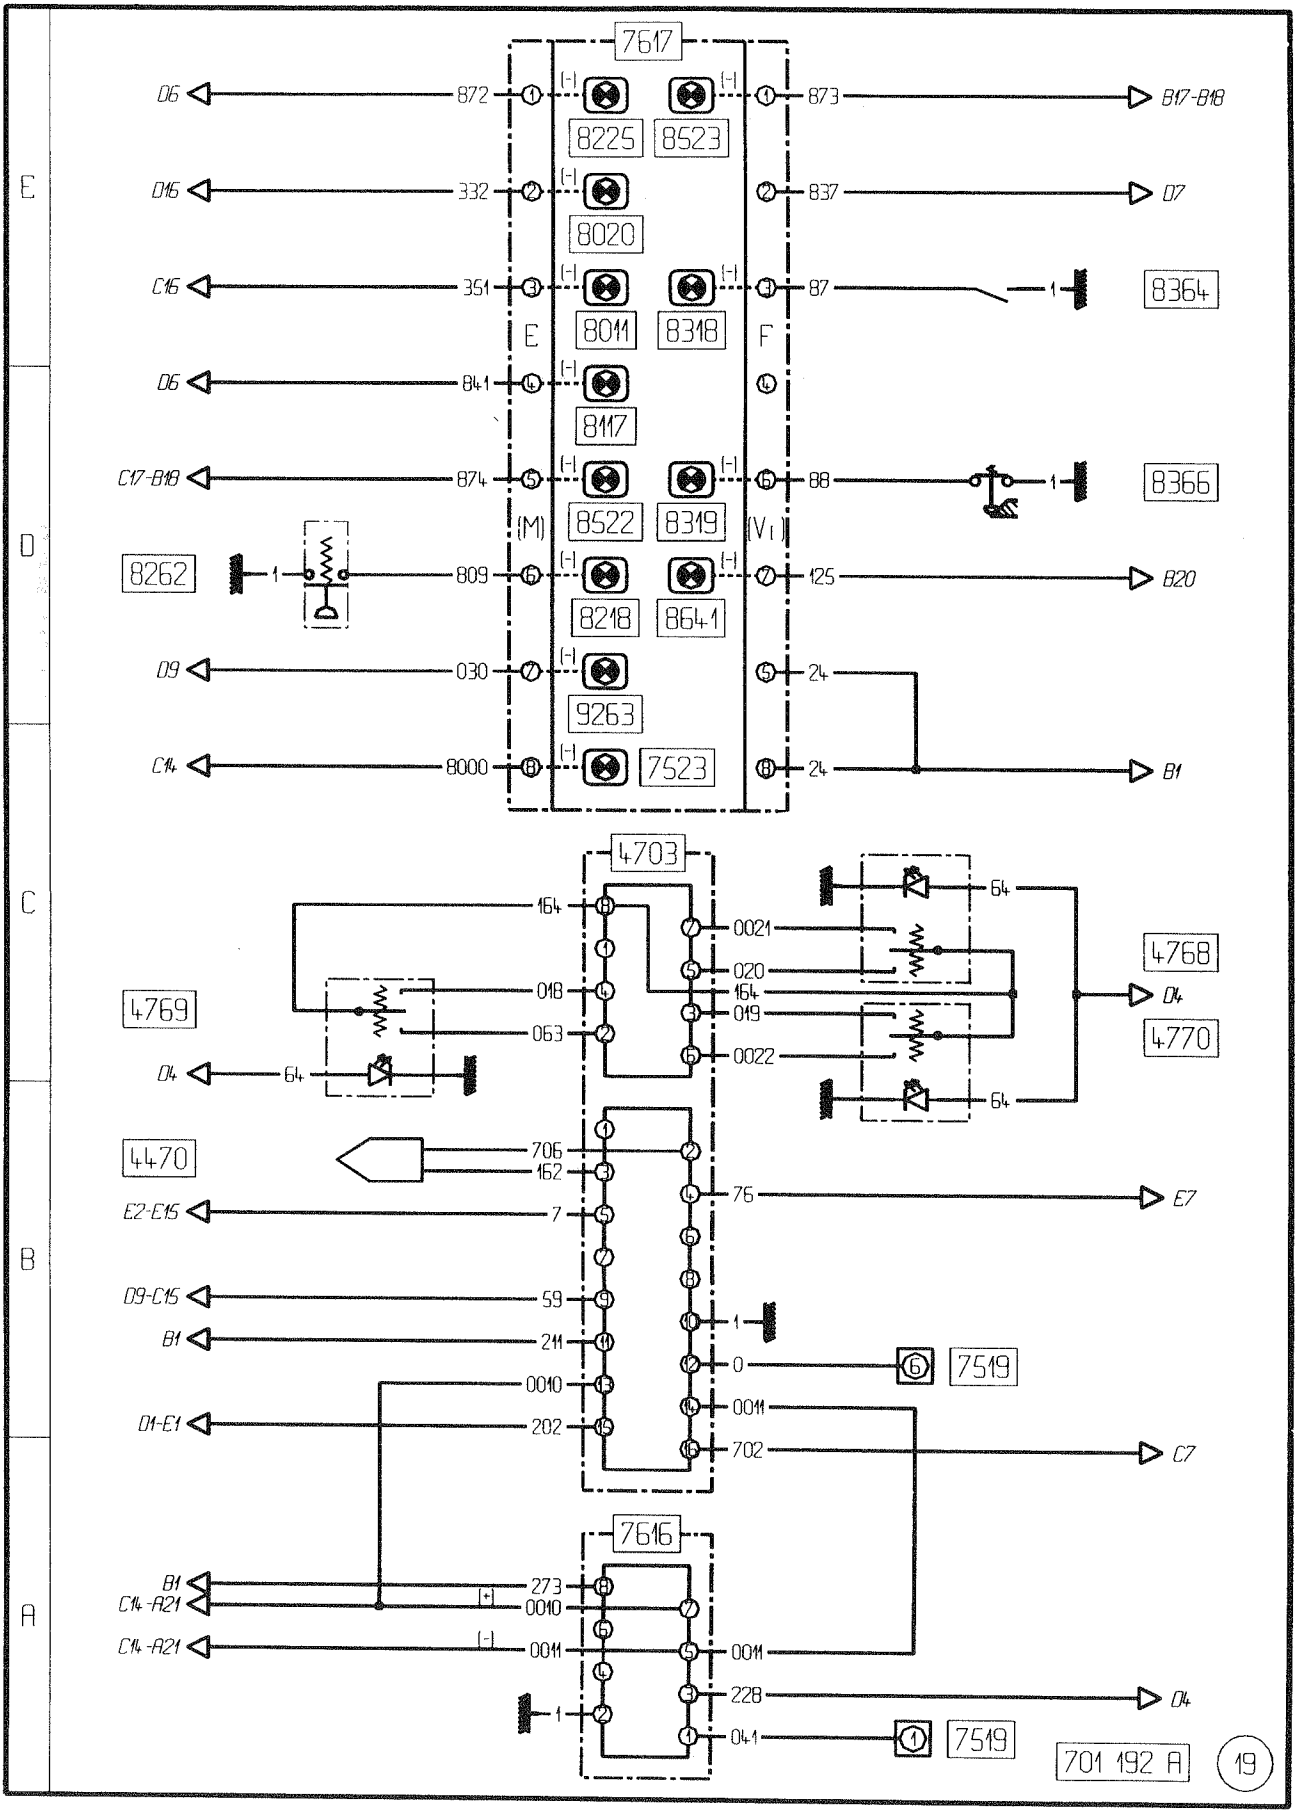 7617
D6 872 1 (-) (-) 1 873 B17-B18
8225 8523
E
D16 332 2 (-) 2 837 D7
8020
C16 351 3 (-) (-) 3 87 1 8364
E 8011 8318 F
D6 841 4 (-) 4
8117
C17-B18 874 5 (-) (-) 6 88 1 8366
(M) 8522 8319 (VI)
D
8262 1 809 6 (-) (-) 7 125 B20
8218 8641
D9 030 7 (-) 5 24
9263
C14 8000 8 (-) 7523 8 24 B1
4703
64
C
164 8
7 0021
1
4768
5 020
4769 018 4 164 D4
3 019
063 2
4770
6 0022
D4 64
64
1
4470 706 2
162 3
4 76 E7
E2-E15 7 5
6
B
7
8
D9-C15 59 9
10 1
B1 211 11
12 0 6 7519
0010 13
14 0011
D1-E1 202 15
16 702 C7
7616
B1 273 8
C14-A21 (+) 0010 7
A
6
C14-A21 (-) 0011 5 0011
4
3 228 D4
1 2
1 041 1 7519
701 192 A 19